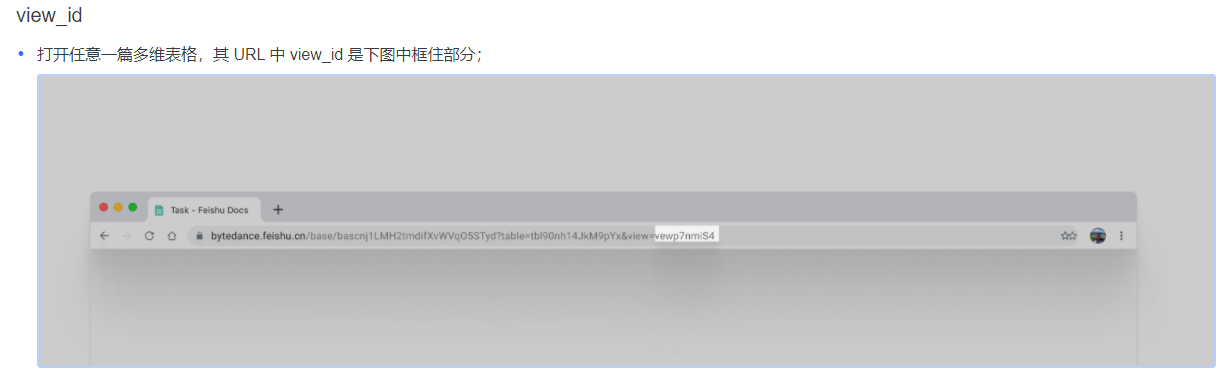 view_id
打开任意一篇多维表格，其 URL 中 view_id 是下图中框住部分；
Task - Feishu Docs
bytedance.feishu.cn/base/bascnj1LMH2tmdifXvWVqO5STyd?table=tbl90nh14JkM9pYx&view=vewp7nmiS4